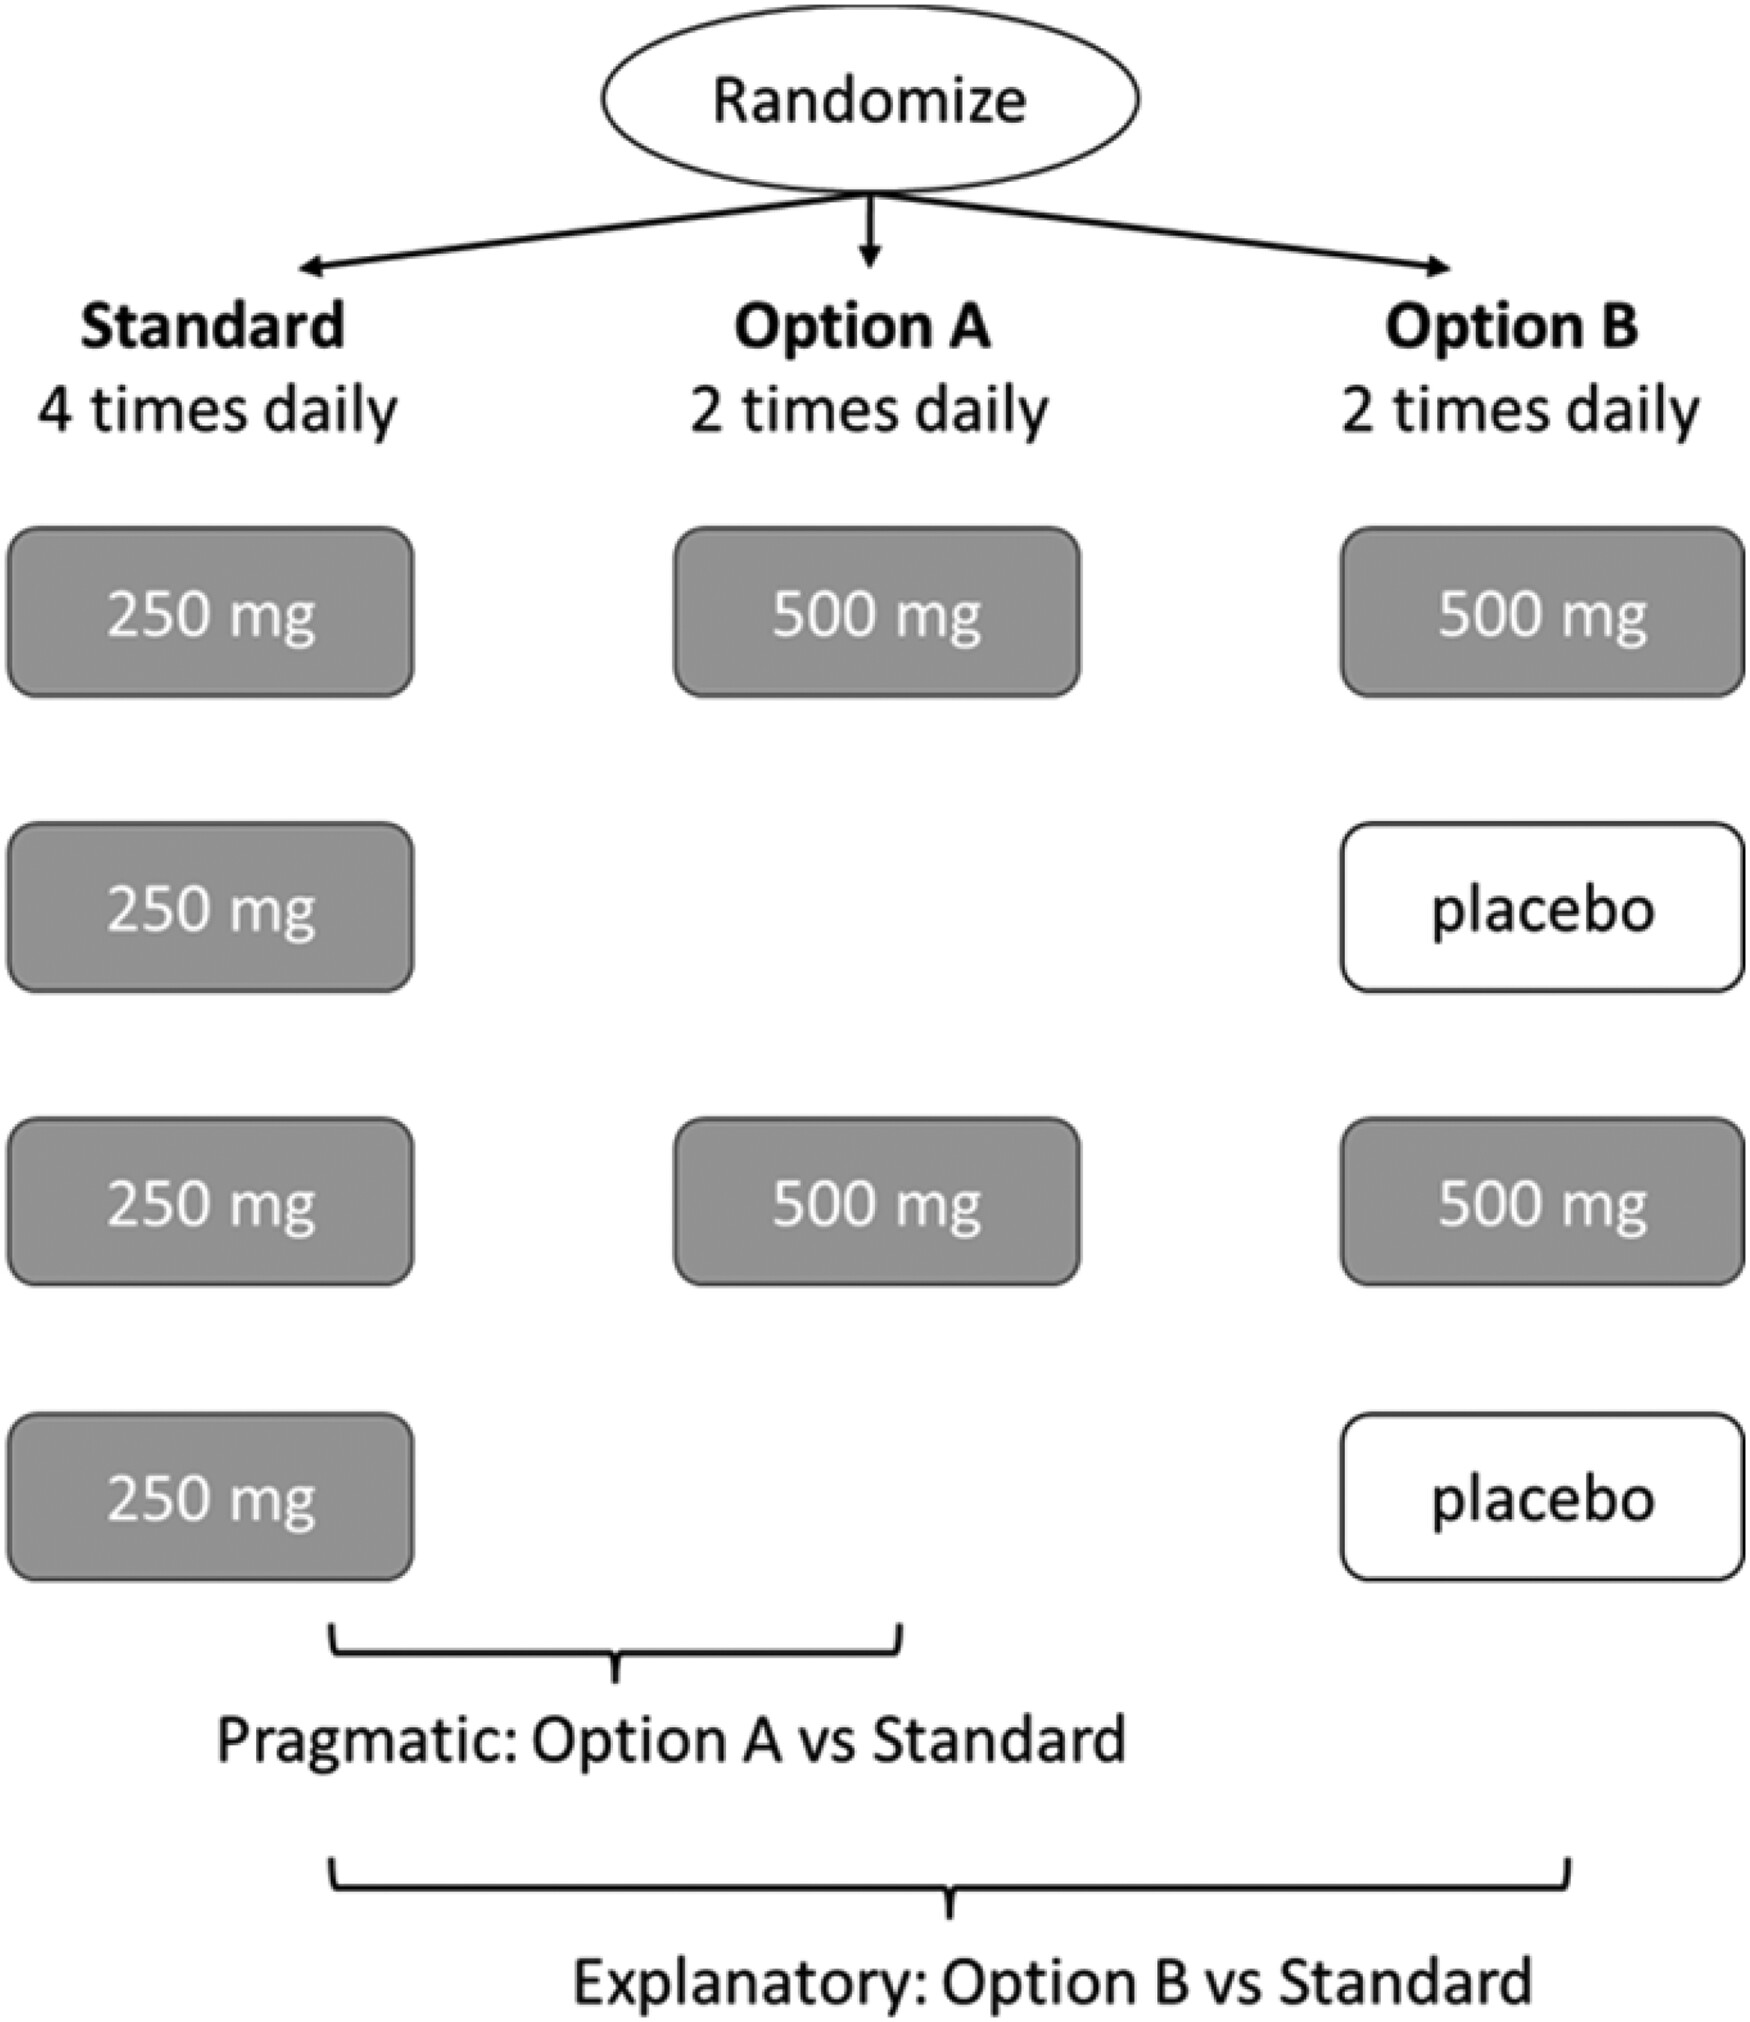 Randomize
Standard
4 times daily
Option A
2 times daily
Option B
2 times daily
250 mg
500 mg
500 mg
250 mg
placebo
250 mg
500 mg
500 mg
250 mg
placebo
Pragmatic: Option A vs Standard
Explanatory: Option B vs Standard